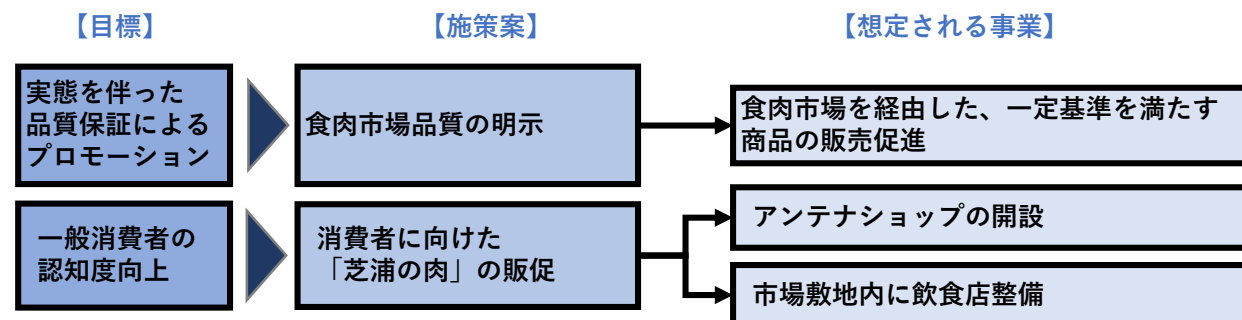 【目標】
【施策案】
【想定される事業】
実態を伴った
品質保証による
プロモーション
食肉市場品質の明示
食肉市場を経由した、一定基準を満たす
商品の販売促進
一般消費者の
認知度向上
消費者に向けた
「芝浦の肉」の販促
アンテナショップの開設
市場敷地内に飲食店整備